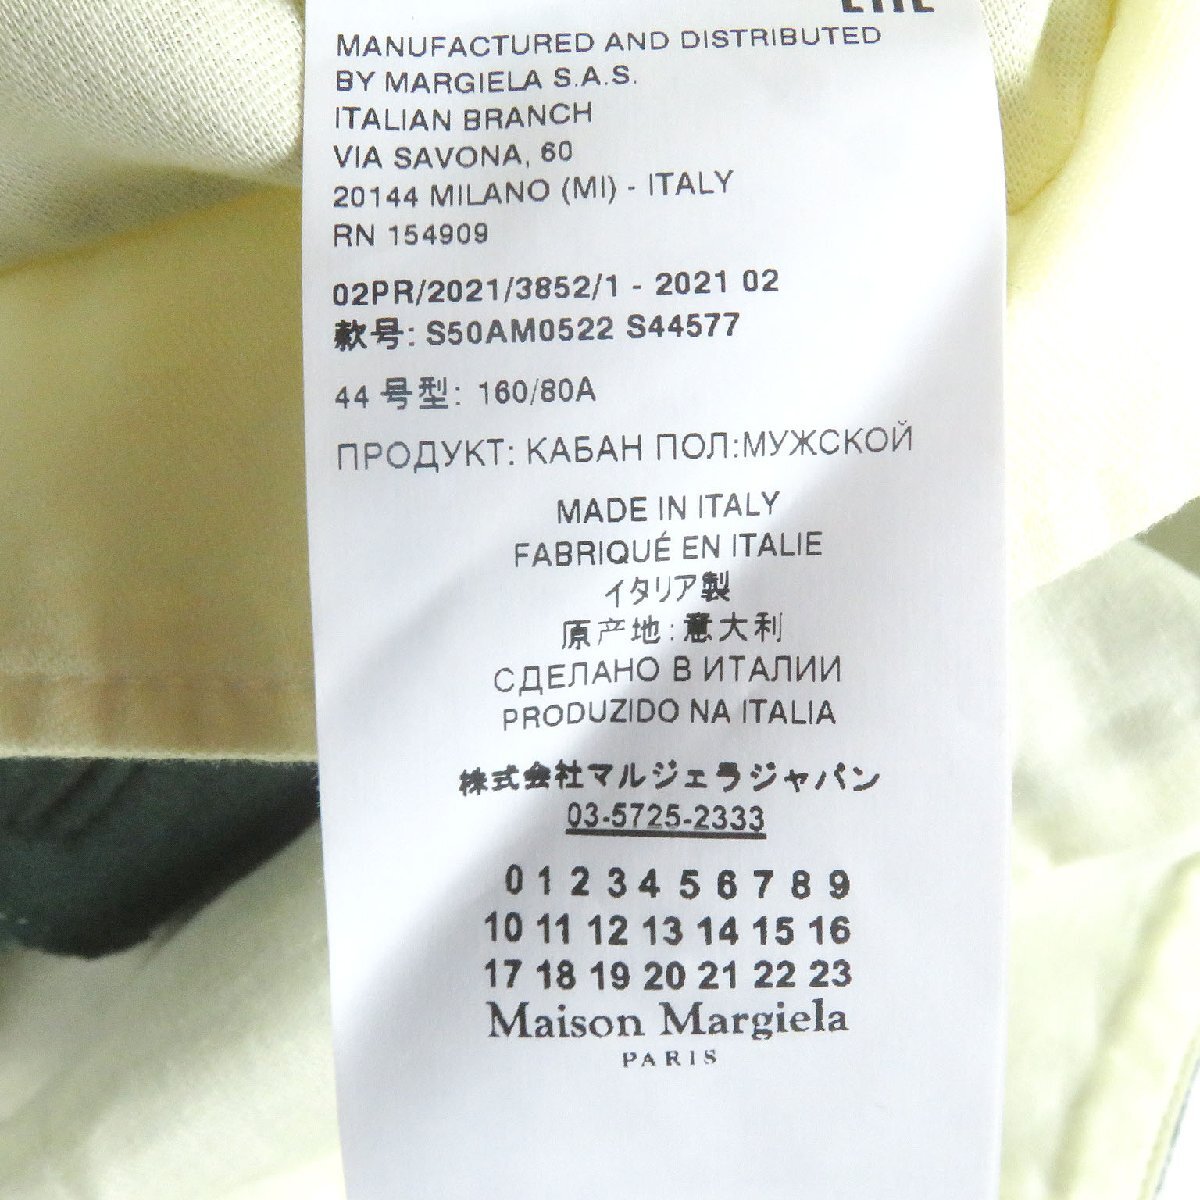 MANUFACTURED AND DISTRIBUTED
BY MARGIELA S.A.S.
ITALIAN BRANCH
VIA SAVONA, 60
20144 MILANO (MI) - ITALY
RN 154909
02PR/2021/3852/1 - 2021 02
款号: S50AM0522 S44577
44 号型: 160/80A
ПРОДУКТ: КАБАН ПОЛ:МУЖСКОЙ
MADE IN ITALY
FABRIQUÉ EN ITALIE
イタリア製
原产地:意大利
СДЕЛАНО В ИТАЛИИ
PRODUZIDO NA ITALIA
株式会社マルジェラジャパン
03-5725-2333
0 1 2 3 4 5 6 7 8 9
10 11 12 13 14 15 16
17 18 19 20 21 22 23
Maison Margiela
PARIS